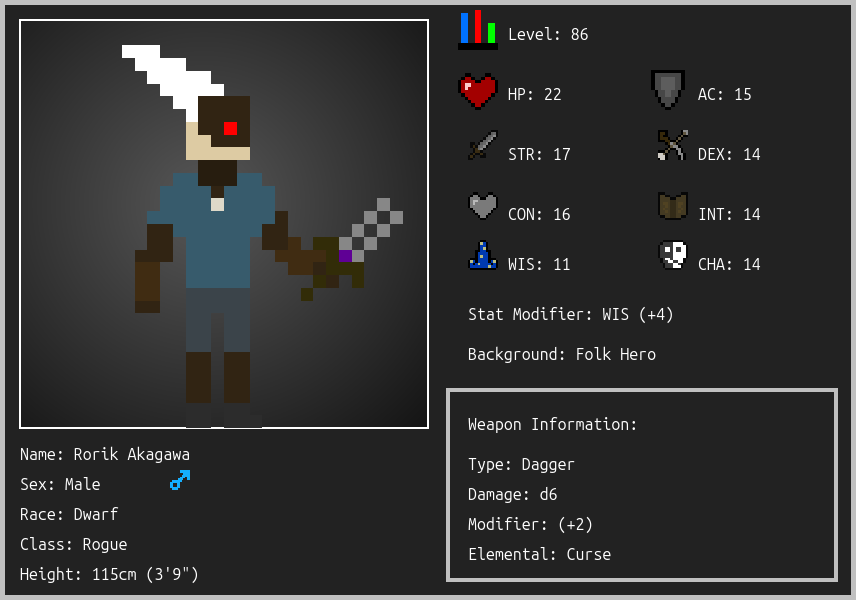 Level: 86
HP: 22
AC: 15
STR: 17
DEX: 14
CON: 16
INT: 14
WIS: 11
CHA: 14
Stat Modifier: WIS (+4)
Background: Folk Hero
Weapon Information:
Type: Dagger
Damage: d6
Modifier: (+2)
Elemental: Curse
Name: Rorik Akagawa
Sex: Male
Race: Dwarf
Class: Rogue
Height: 115cm (3'9")